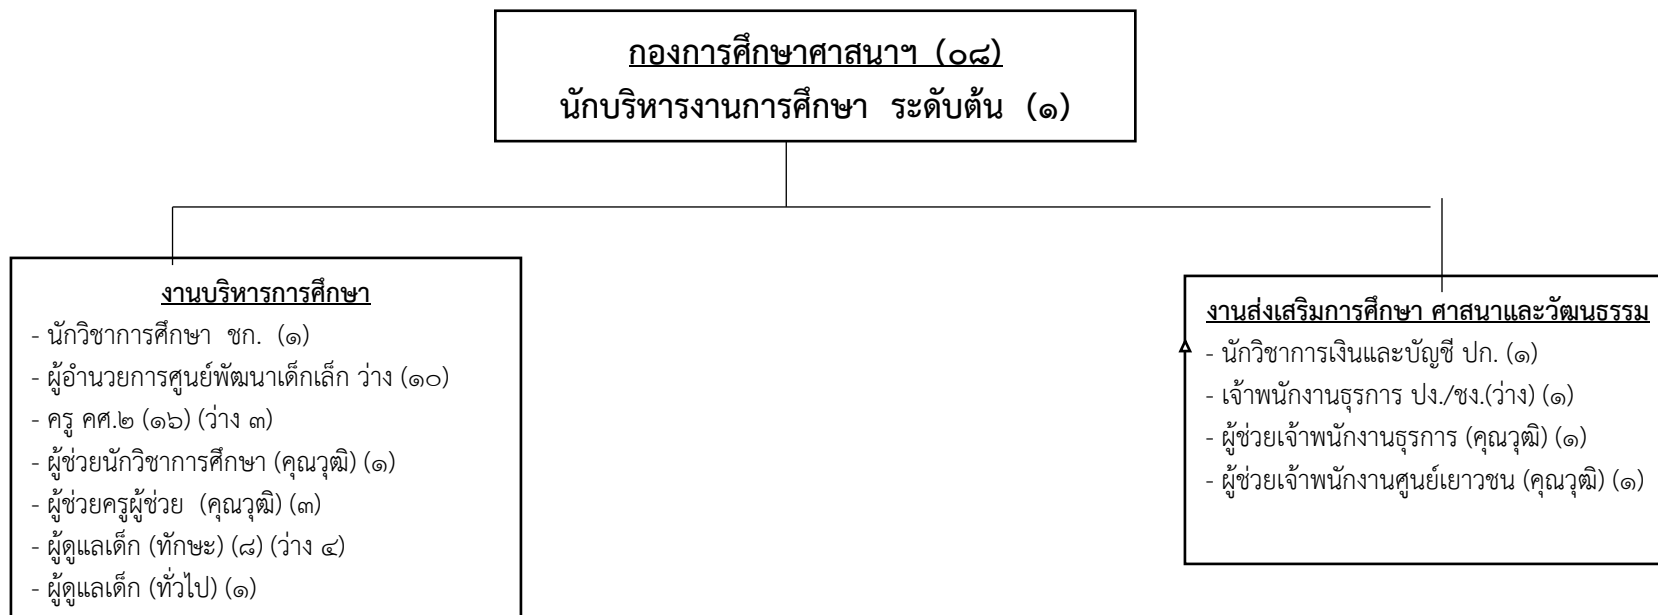 กองการศึกษาศาสนาฯ (๐๘)
นักบริหารงานการศึกษา ระดับต้น (๑)
งานบริหารการศึกษา
- นักวิชาการศึกษา ชก. (๑)
- ผู้อำนวยการศูนย์พัฒนาเด็กเล็ก ว่าง (๑๐)
- ครู คศ.๒ (๑๖) (ว่าง ๓)
- ผู้ช่วยนักวิชาการศึกษา (คุณวุฒิ) (๑)
- ผู้ช่วยครูผู้ช่วย (คุณวุฒิ) (๓)
- ผู้ดูแลเด็ก (ทักษะ) (๘) (ว่าง ๔)
- ผู้ดูแลเด็ก (ทั่วไป) (๑)
งานส่งเสริมการศึกษา ศาสนาและวัฒนธรรม
- นักวิชาการเงินและบัญชี ปก. (๑)
- เจ้าพนักงานธุรการ ปง./ชง.(ว่าง) (๑)
- ผู้ช่วยเจ้าพนักงานธุรการ (คุณวุฒิ) (๑)
- ผู้ช่วยเจ้าพนักงานศูนย์เยาวชน (คุณวุฒิ) (๑)